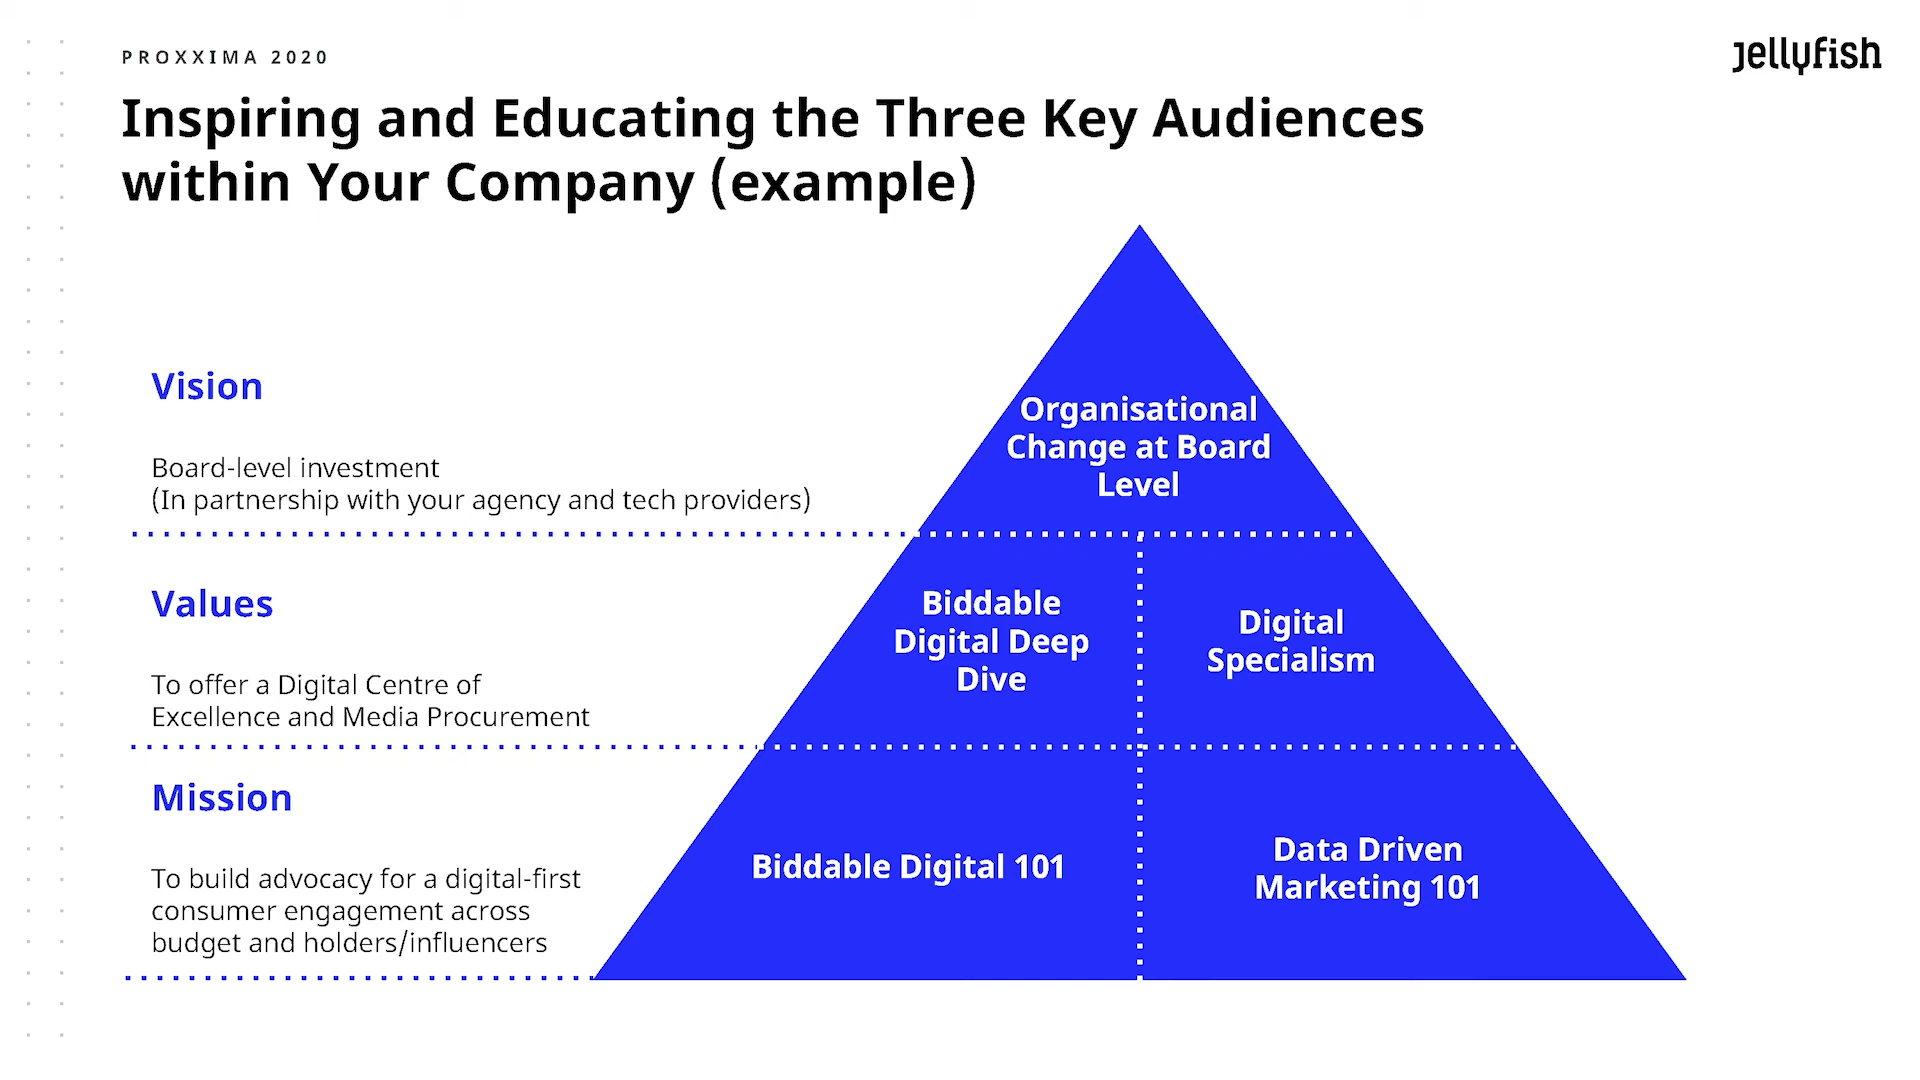 PROXXIMA 2020
jellyfish
Inspiring and Educating the Three Key Audiences
within Your Company (example)
Vision
Board-level investment
(In partnership with your agency and tech providers)
Organisational
Change at Board
Level
Values
To offer a Digital Centre of
Excellence and Media Procurement
Biddable
Digital Deep
Dive
Digital
Specialism
Mission
To build advocacy for a digital-first
consumer engagement across
budget and holders/influencers
Biddable Digital 101
Data Driven
Marketing 101